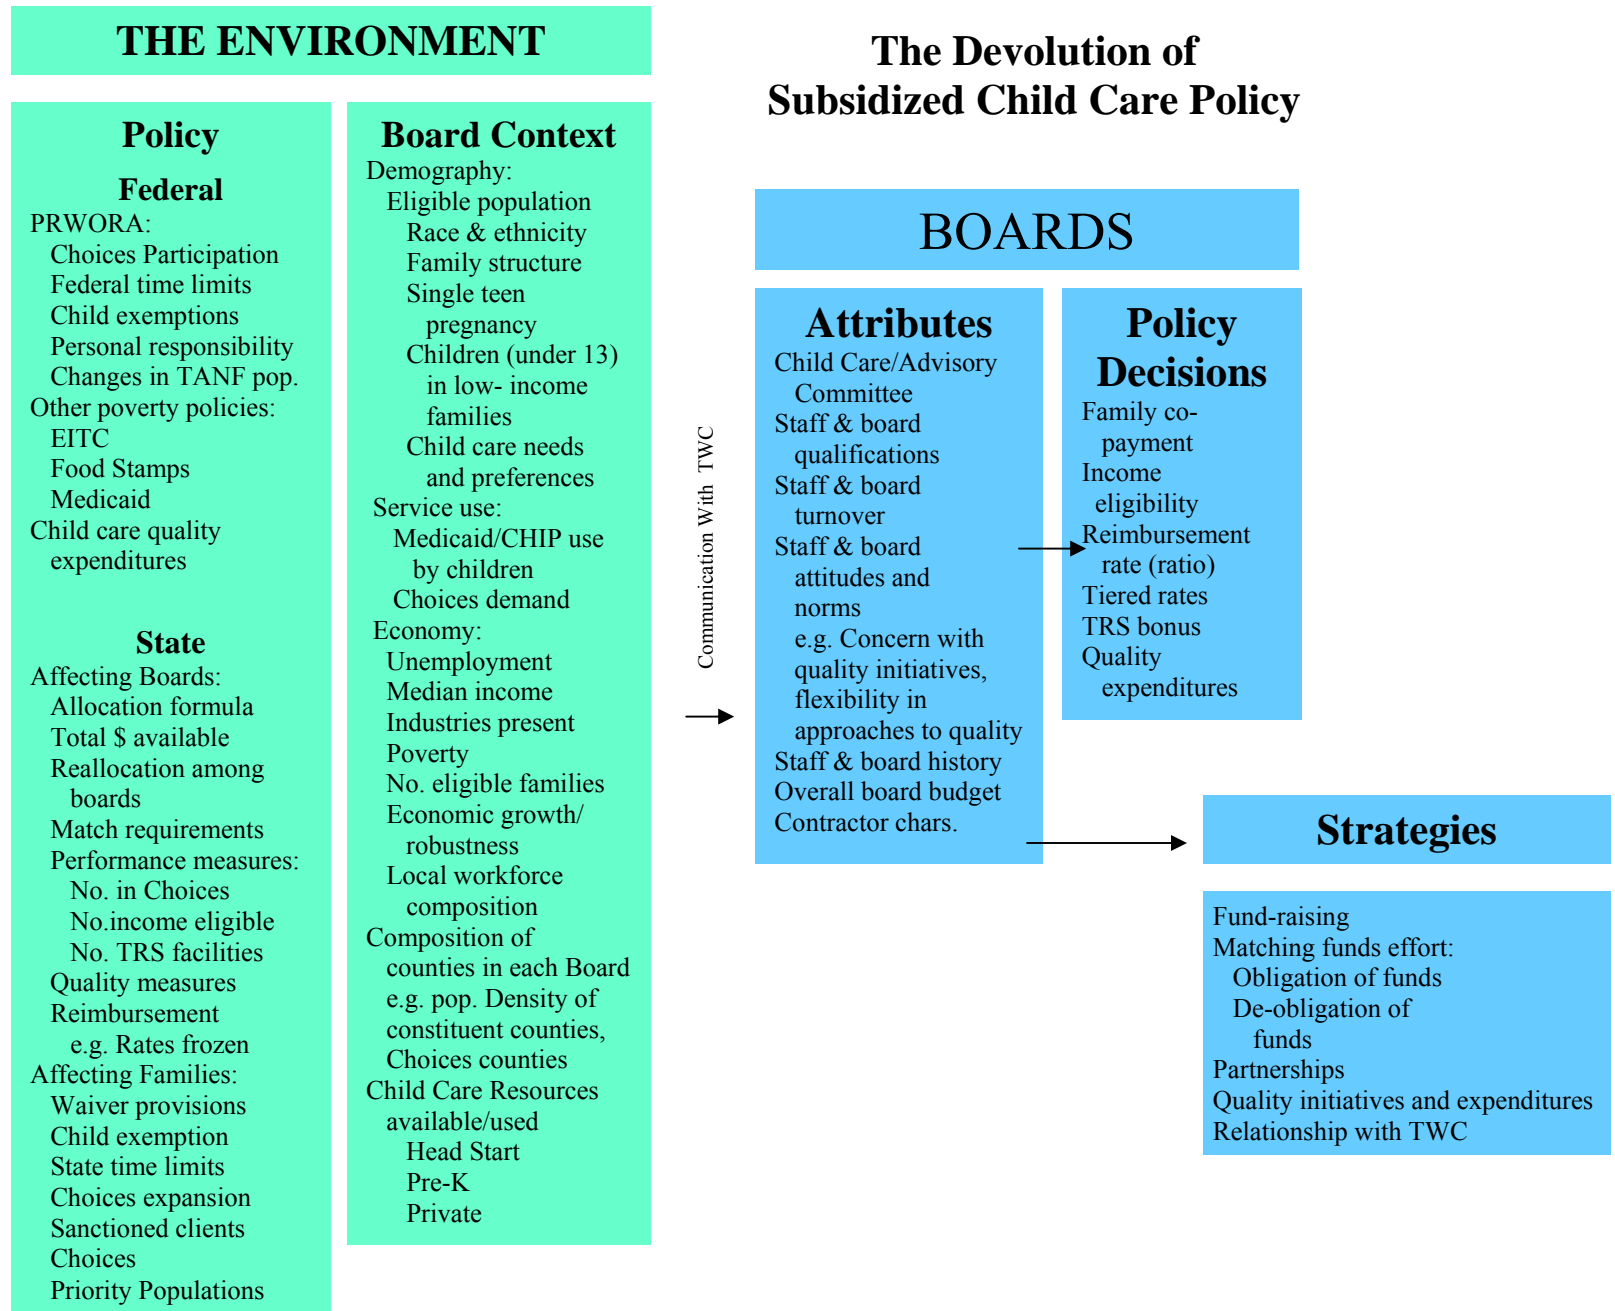 THE ENVIRONMENT
The Devolution of
Subsidized Child Care Policy
Policy
Federal
PRWORA:
Choices Participation
Federal time limits
Child exemptions
Personal responsibility
Changes in TANF pop.
Other poverty policies:
EITC
Food Stamps
Medicaid
Child care quality
expenditures
State
Affecting Boards:
Allocation formula
Total $ available
Reallocation among
boards
Match requirements
Performance measures:
No. in Choices
No.income eligible
No. TRS facilities
Quality measures
Reimbursement
e.g. Rates frozen
Affecting Families:
Waiver provisions
Child exemption
State time limits
Choices expansion
Sanctioned clients
Choices
Priority Populations
Board Context
Demography:
Eligible population
Race & ethnicity
Family structure
Single teen
pregnancy
Children (under 13)
in low- income
families
Child care needs
and preferences
Service use:
Medicaid/CHIP use
by children
Choices demand
Economy:
Unemployment
Median income
Industries present
Poverty
No. eligible families
Economic growth/
robustness
Local workforce
composition
Composition of
counties in each Board
e.g. pop. Density of
constituent counties,
Choices counties
Child Care Resources
available/used
Head Start
Pre-K
Private
Communication With TWC
BOARDS
Attributes
Child Care/Advisory
Committee
Staff & board
qualifications
Staff & board
turnover
Staff & board
attitudes and
norms
e.g. Concern with
quality initiatives,
flexibility in
approaches to quality
Staff & board history
Overall board budget
Contractor chars.
Policy
Decisions
Family co-
payment
Income
eligibility
Reimbursement
rate (ratio)
Tiered rates
TRS bonus
Quality
expenditures
Strategies
Fund-raising
Matching funds effort:
Obligation of funds
De-obligation of
funds
Partnerships
Quality initiatives and expenditures
Relationship with TWC